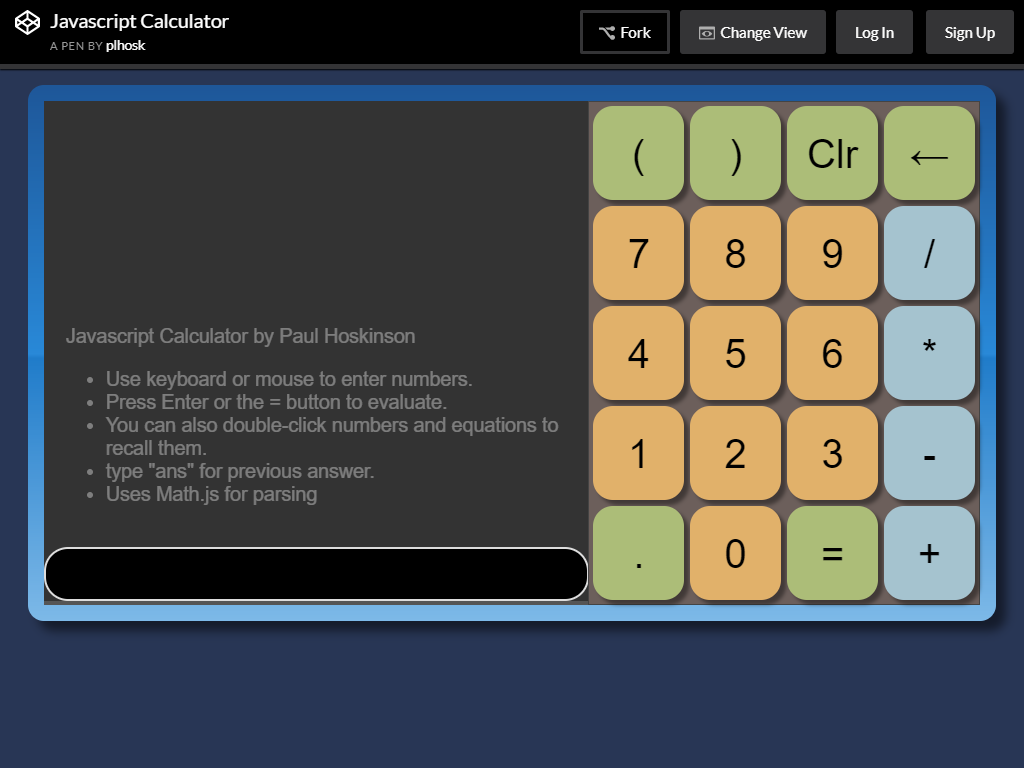 Javascript Calculator
A PEN BY plhosk
Fork
Change View
Log In
Sign Up
( ) Clr ←
7 8 9 /
4 5 6 *
1 2 3 -
. 0 = +
Javascript Calculator by Paul Hoskinson
• Use keyboard or mouse to enter numbers.
• Press Enter or the = button to evaluate.
• You can also double-click numbers and equations to
recall them.
• type "ans" for previous answer.
• Uses Math.js for parsing